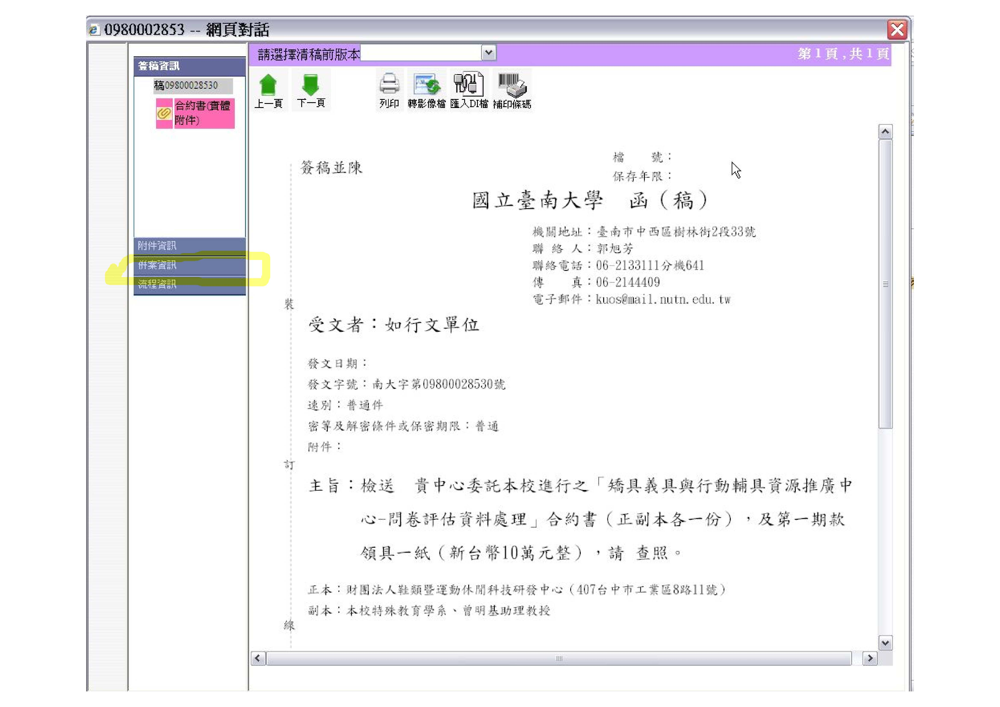 0980002853 -- 網頁對話
請選擇清稿前版本
第 1 頁 , 共 1 頁
簽稿資訊
稿09800028530
合約書(實體
附件)
附件資訊
併案資訊
流程資訊
上一頁
下一頁
列印
轉影像檔
匯入DI檔
補印條碼
檔　　號：
簽稿並陳
保存年限：
國立臺南大學　函（稿）
機關地址：臺南市中西區樹林街2段33號
聯 絡 人：郭旭芳
聯絡電話：06-2133111分機641
傳　　真：06-2144409
電子郵件：kuos@mail.nutn.edu.tw
裝
受文者：如行文單位
發文日期：
發文字號：南大字第09800028530號
速別：普通件
密等及解密條件或保密期限：普通
附件：
訂
主旨：檢送　貴中心委託本校進行之「矯具義具與行動輔具資源推廣中
心-問卷評估資料處理」合約書（正副本各一份），及第一期款
領具一紙（新台幣10萬元整），請 查照。
正本：財團法人鞋類暨運動休閒科技研發中心（407台中市工業區8路11號）
副本：本校特殊教育學系、曾明基助理教授
線